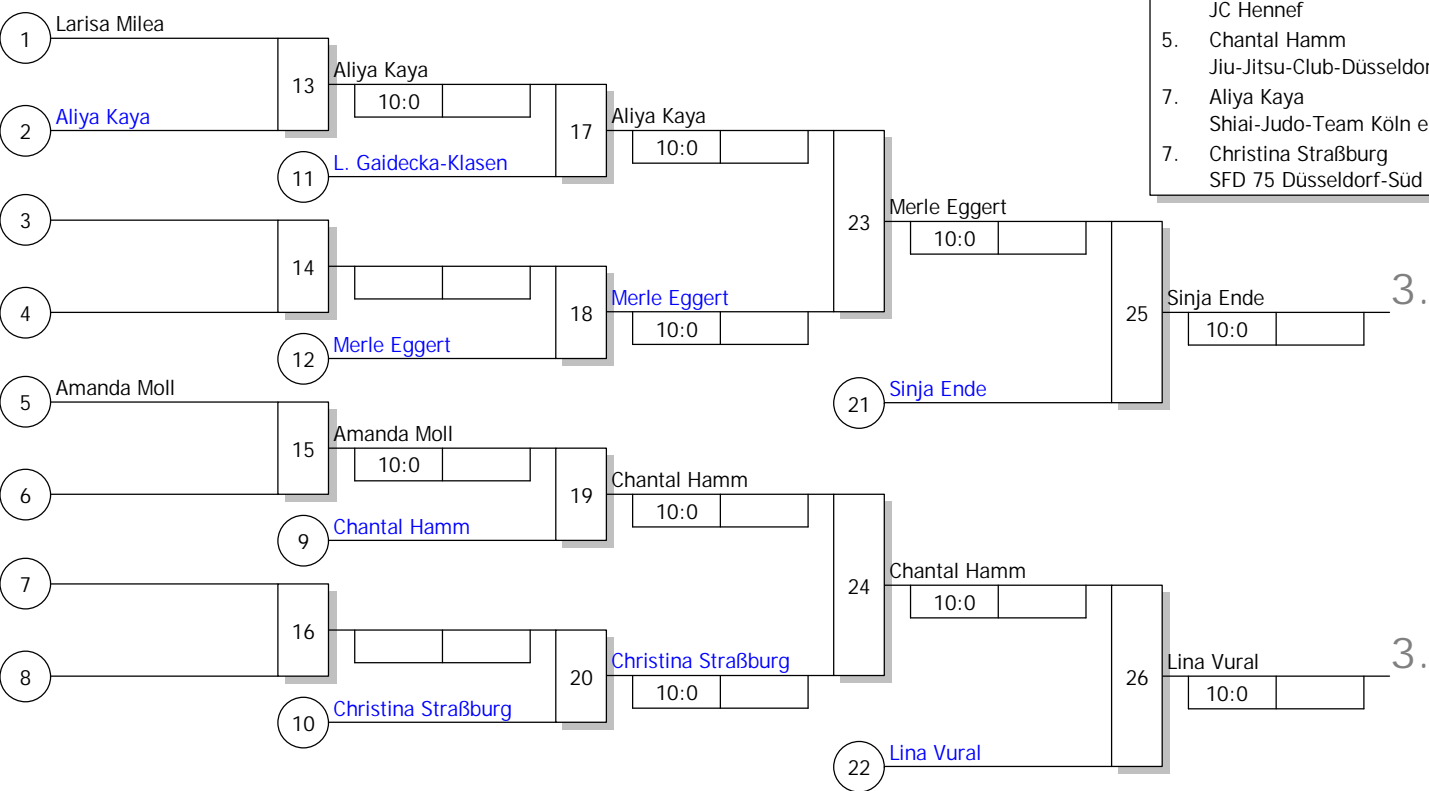 JC Hennef
5. Chantal Hamm
Jiu-Jitsu-Club-Düsseldor
7. Aliya Kaya
Shiai-Judo-Team Köln e
7. Christina Straßburg
SFD 75 Düsseldorf-Süd
1 Larisa Milea
13 Aliya Kaya
10:0
2 Aliya Kaya
17 Aliya Kaya
10:0
11 L. Gaidecka-Klasen
3
23 Merle Eggert
10:0
14
4
18 Merle Eggert
10:0
12 Merle Eggert
25 Sinja Ende 3.
10:0
5 Amanda Moll
21 Sinja Ende
15 Amanda Moll
10:0
6
19 Chantal Hamm
10:0
9 Chantal Hamm
7
24 Chantal Hamm
10:0
16
8
20 Christina Straßburg
10:0
10 Christina Straßburg
26 Lina Vural 3.
10:0
22 Lina Vural